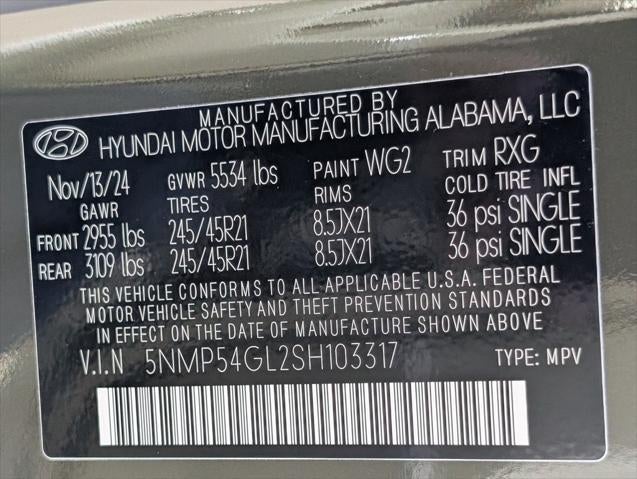 MANUFACTURED BY
HYUNDAI MOTOR MANUFACTURING ALABAMA, LLC
Nov/13/24 GVWR 5534 lbs PAINT WG2 TRIM RXG
GAWR TIRES RIMS COLD TIRE INFL
FRONT 2955 lbs 245/45R21 8.5JX21 36 psi SINGLE
REAR 3109 lbs 245/45R21 8.5JX21 36 psi SINGLE
THIS VEHICLE CONFORMS TO ALL APPLICABLE U.S.A. FEDERAL
MOTOR VEHICLE SAFETY AND THEFT PREVENTION STANDARDS
IN EFFECT ON THE DATE OF MANUFACTURE SHOWN ABOVE
V.I.N 5NMP54GL2SH103317 TYPE: MPV